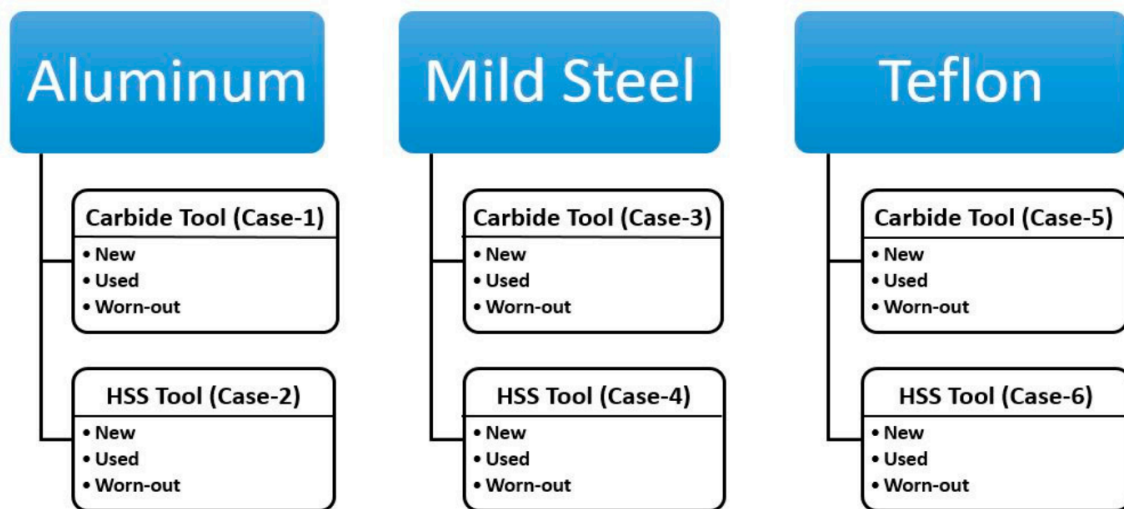 Aluminum
Carbide Tool (Case-1)
• New
• Used
• Worn-out
HSS Tool (Case-2)
• New
• Used
• Worn-out
Mild Steel
Carbide Tool (Case-3)
• New
• Used
• Worn-out
HSS Tool (Case-4)
• New
• Used
• Worn-out
Teflon
Carbide Tool (Case-5)
• New
• Used
• Worn-out
HSS Tool (Case-6)
• New
• Used
• Worn-out